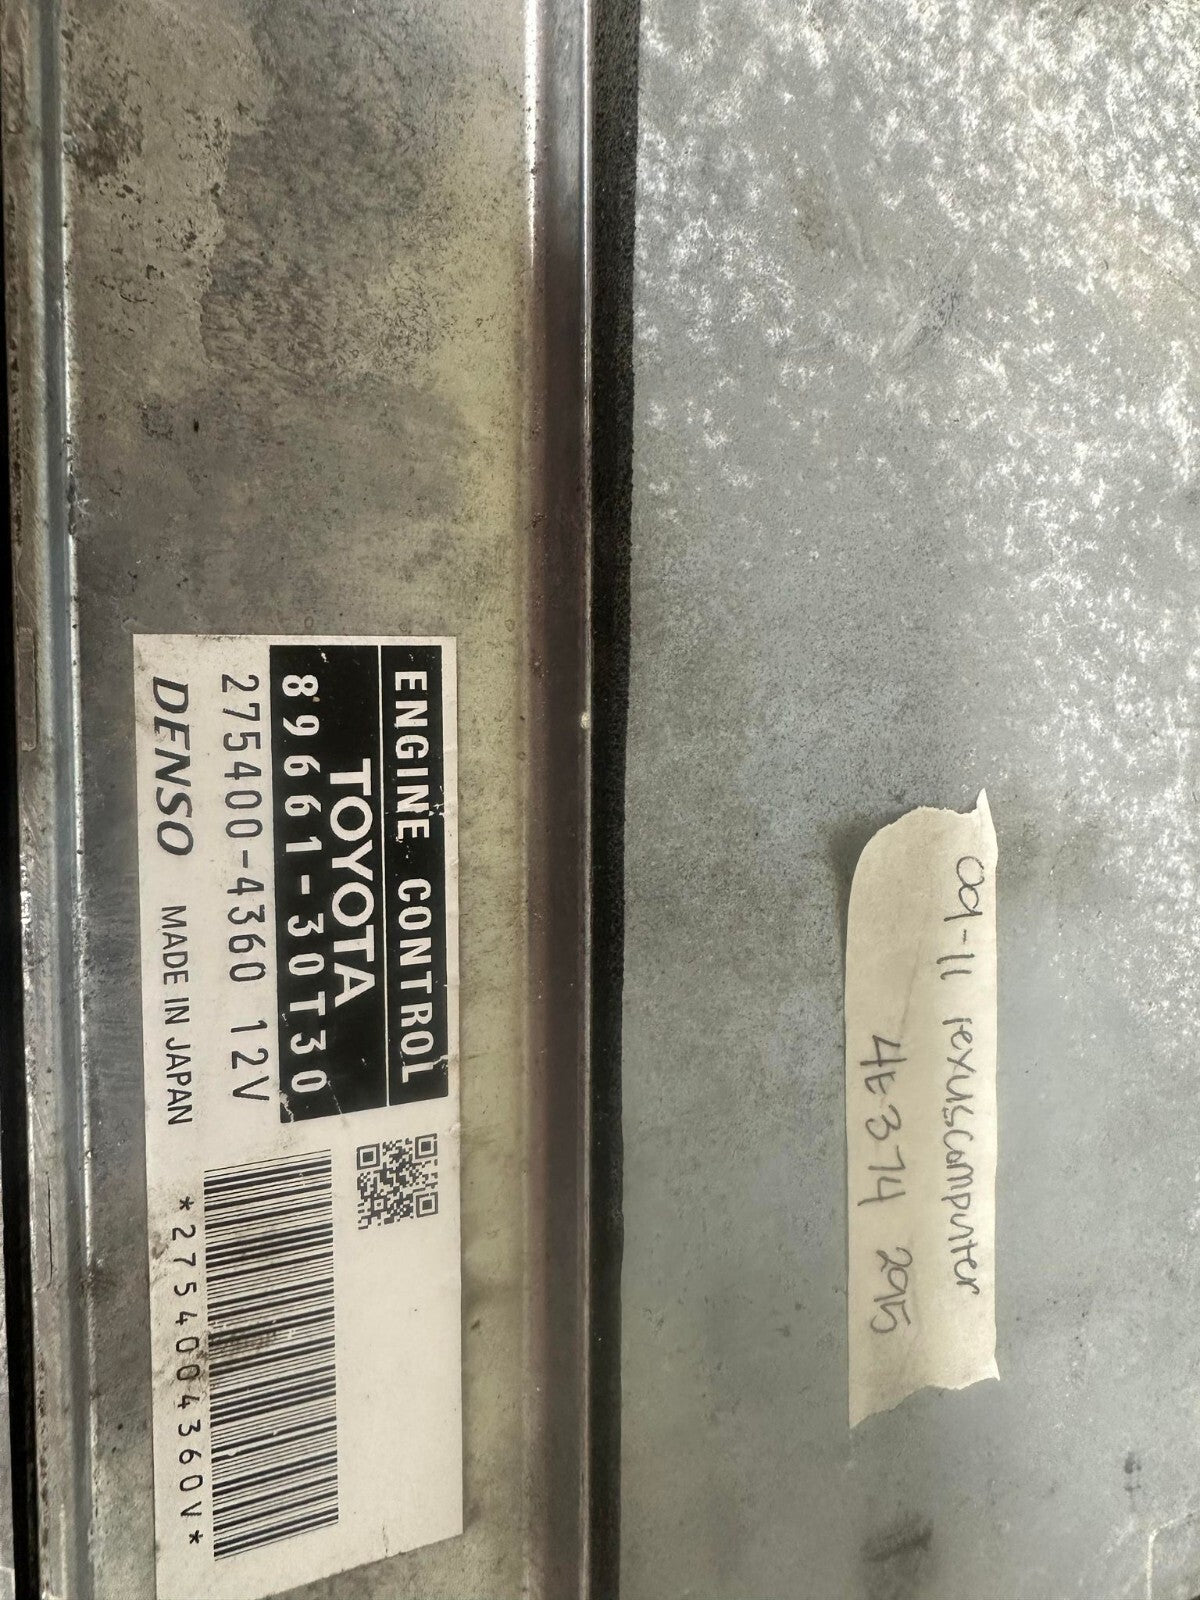 ENGINE CONTROL
TOYOTA
89661-30T30
275400-4360 12V
DENSO MADE IN JAPAN
*2754004360V*
09-11 lexus computer
4E374 295